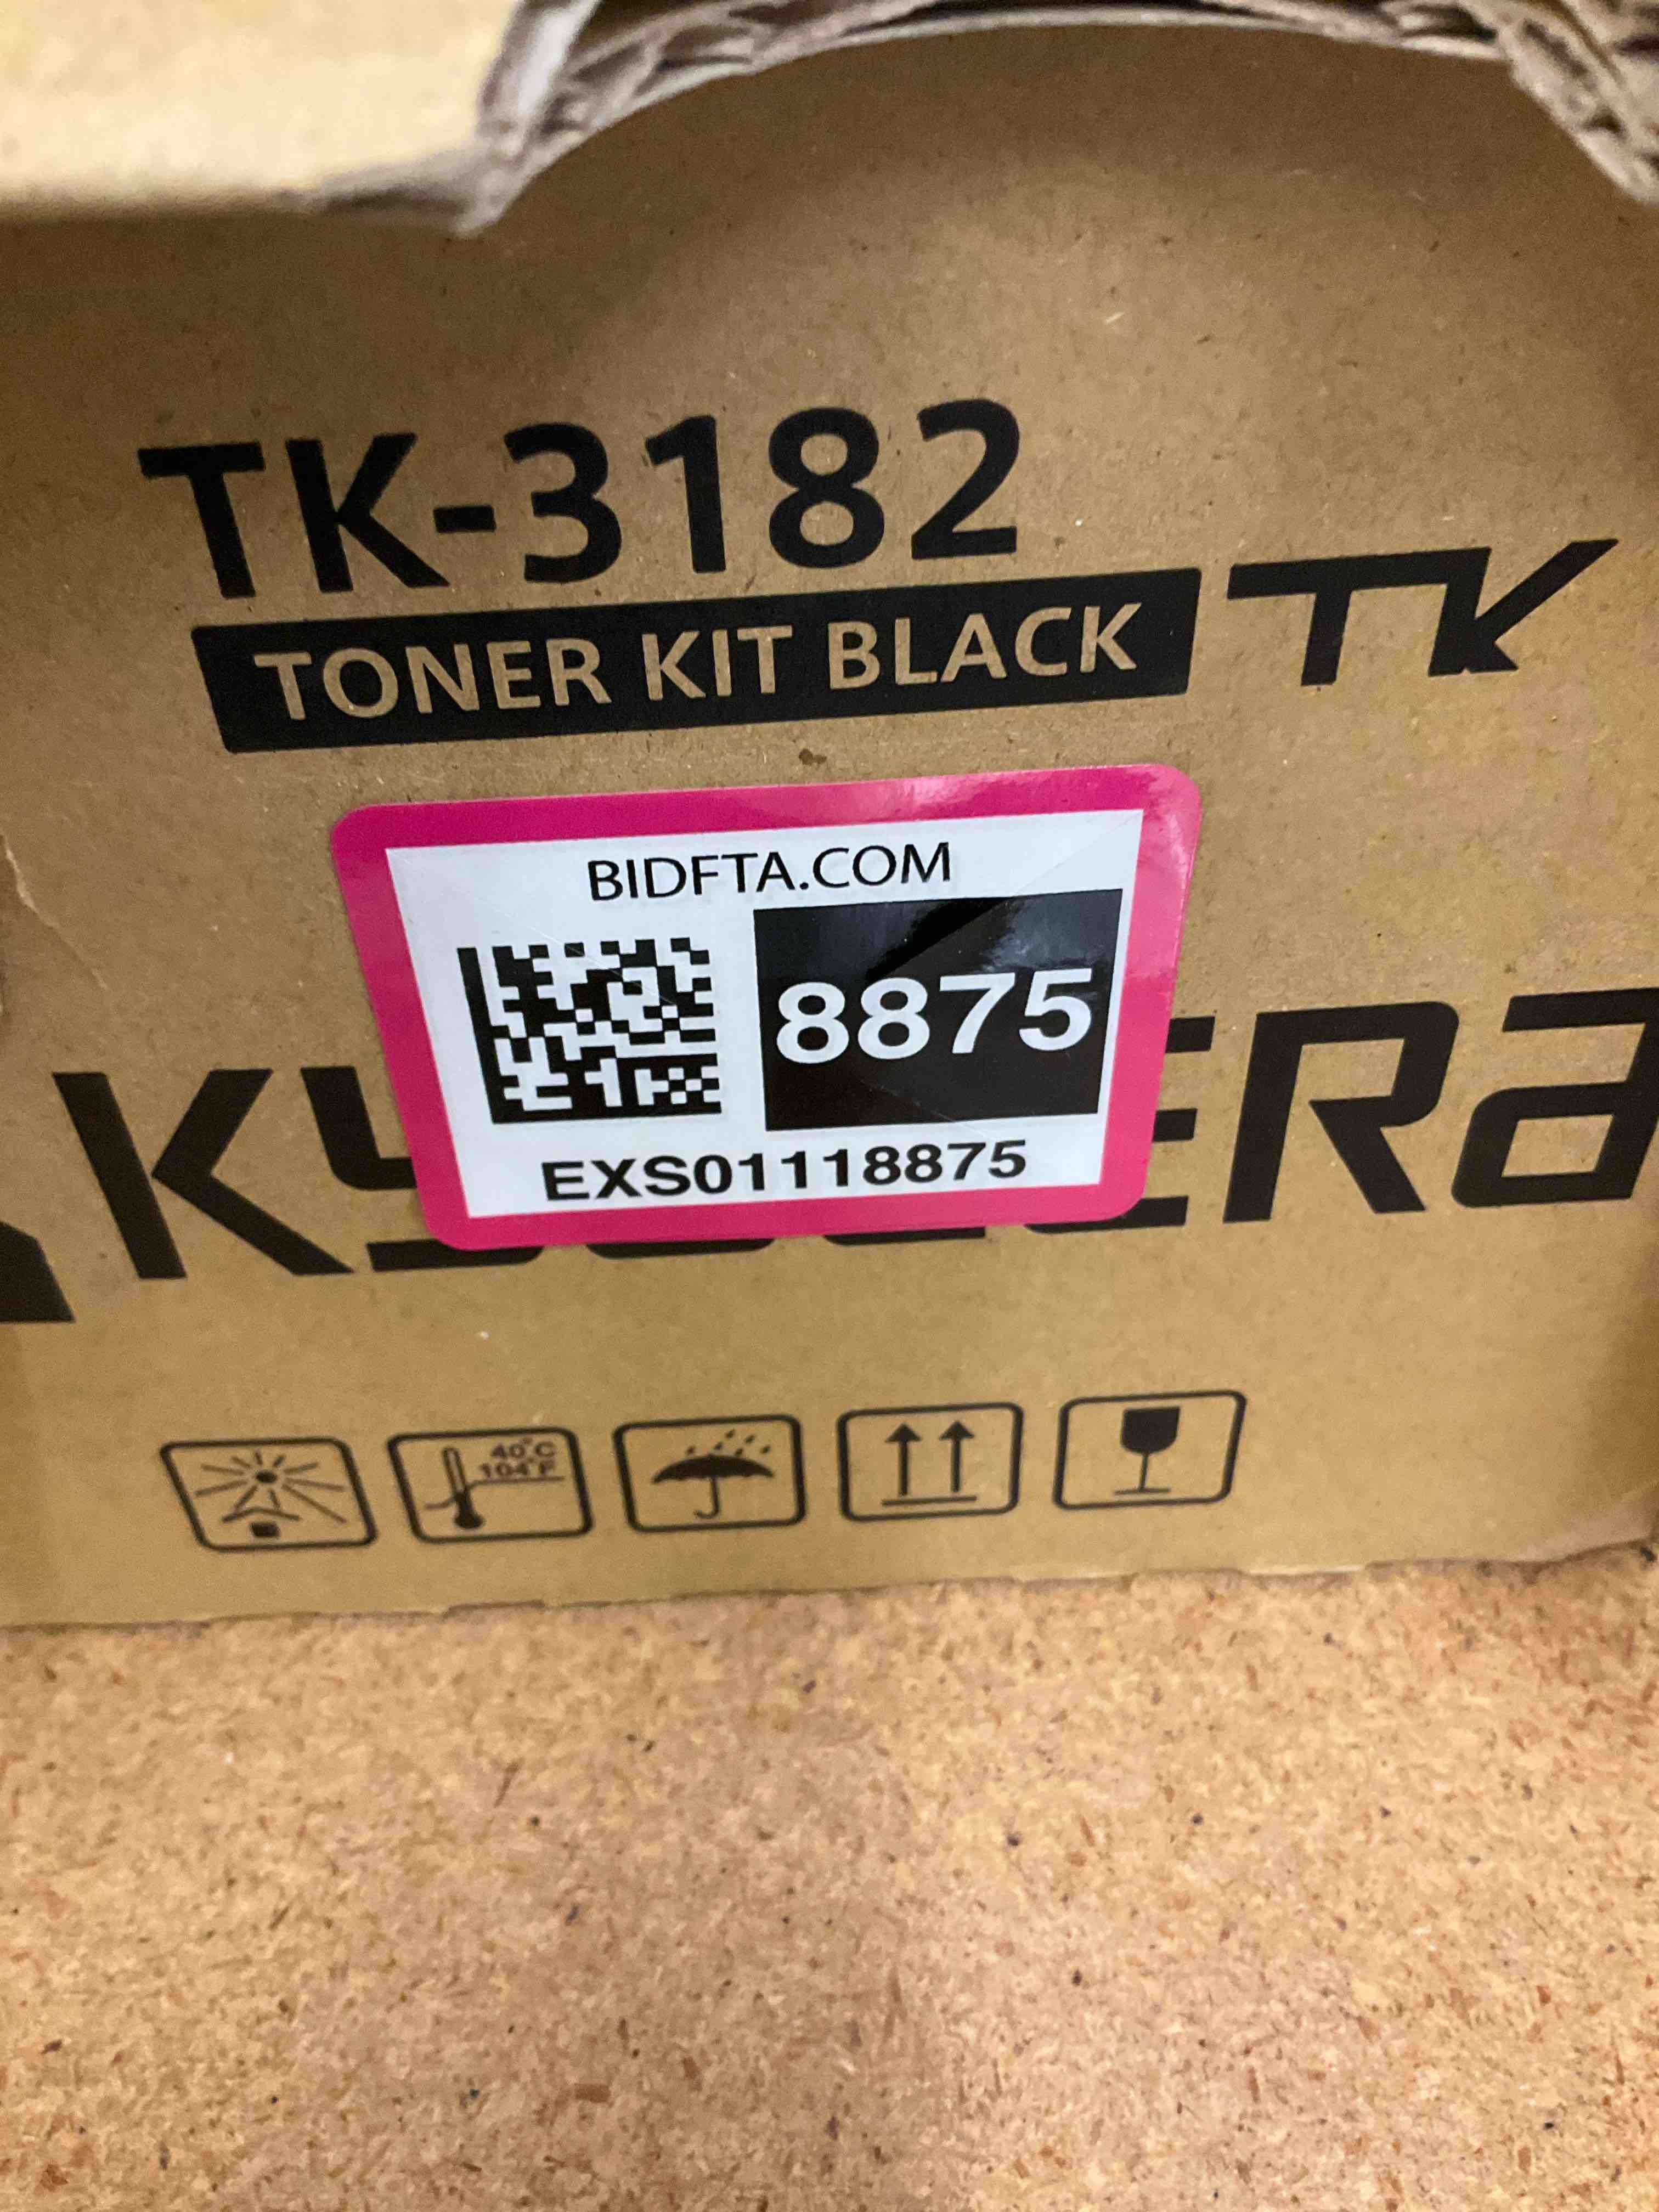 TK-3182
TONER KIT BLACK
TK
BIDFTA.COM
8875
EXS01118875
40°C
104°F